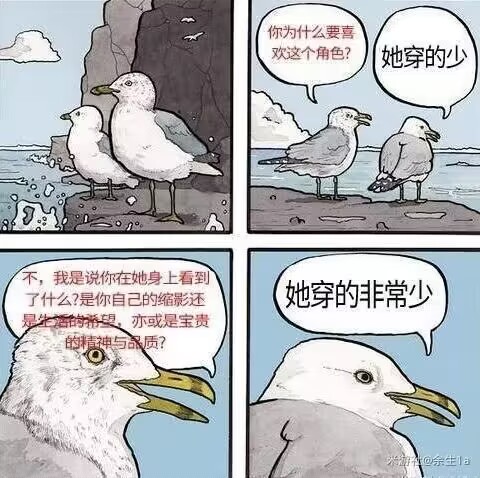 你为什么要喜
欢这个角色?
她穿的少
不，我是说你在她身上看到
了什么?是你自己的缩影还
是生活的希望，亦或是宝贵
的精神与品质?
她穿的非常少
米游社@余生1a